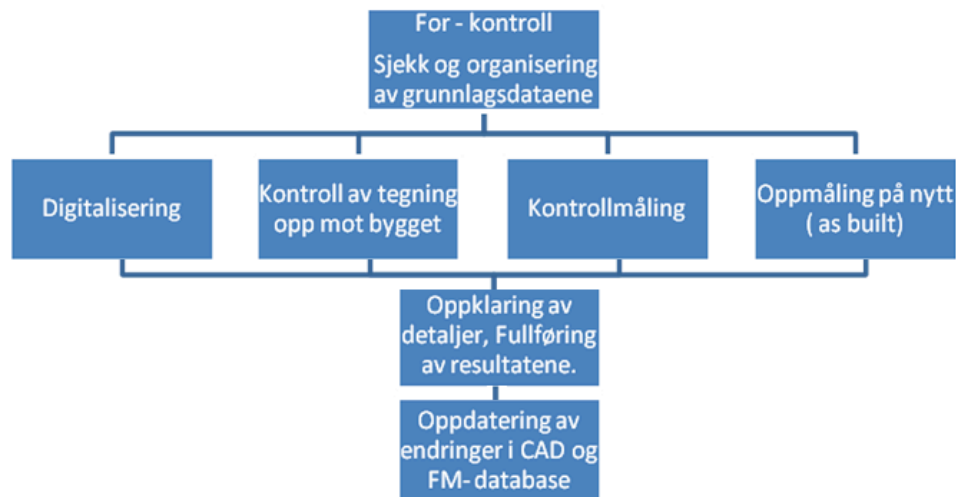 For - kontroll
Sjekk og organisering
av grunnlagsdataene
Digitalisering
Kontroll av tegning
opp mot bygget
Kontrollmåling
Oppmåling på nytt
( as built)
Oppklaring av
detaljer, Fullføring
av resultatene.
Oppdatering av
endringer i CAD og
FM- database